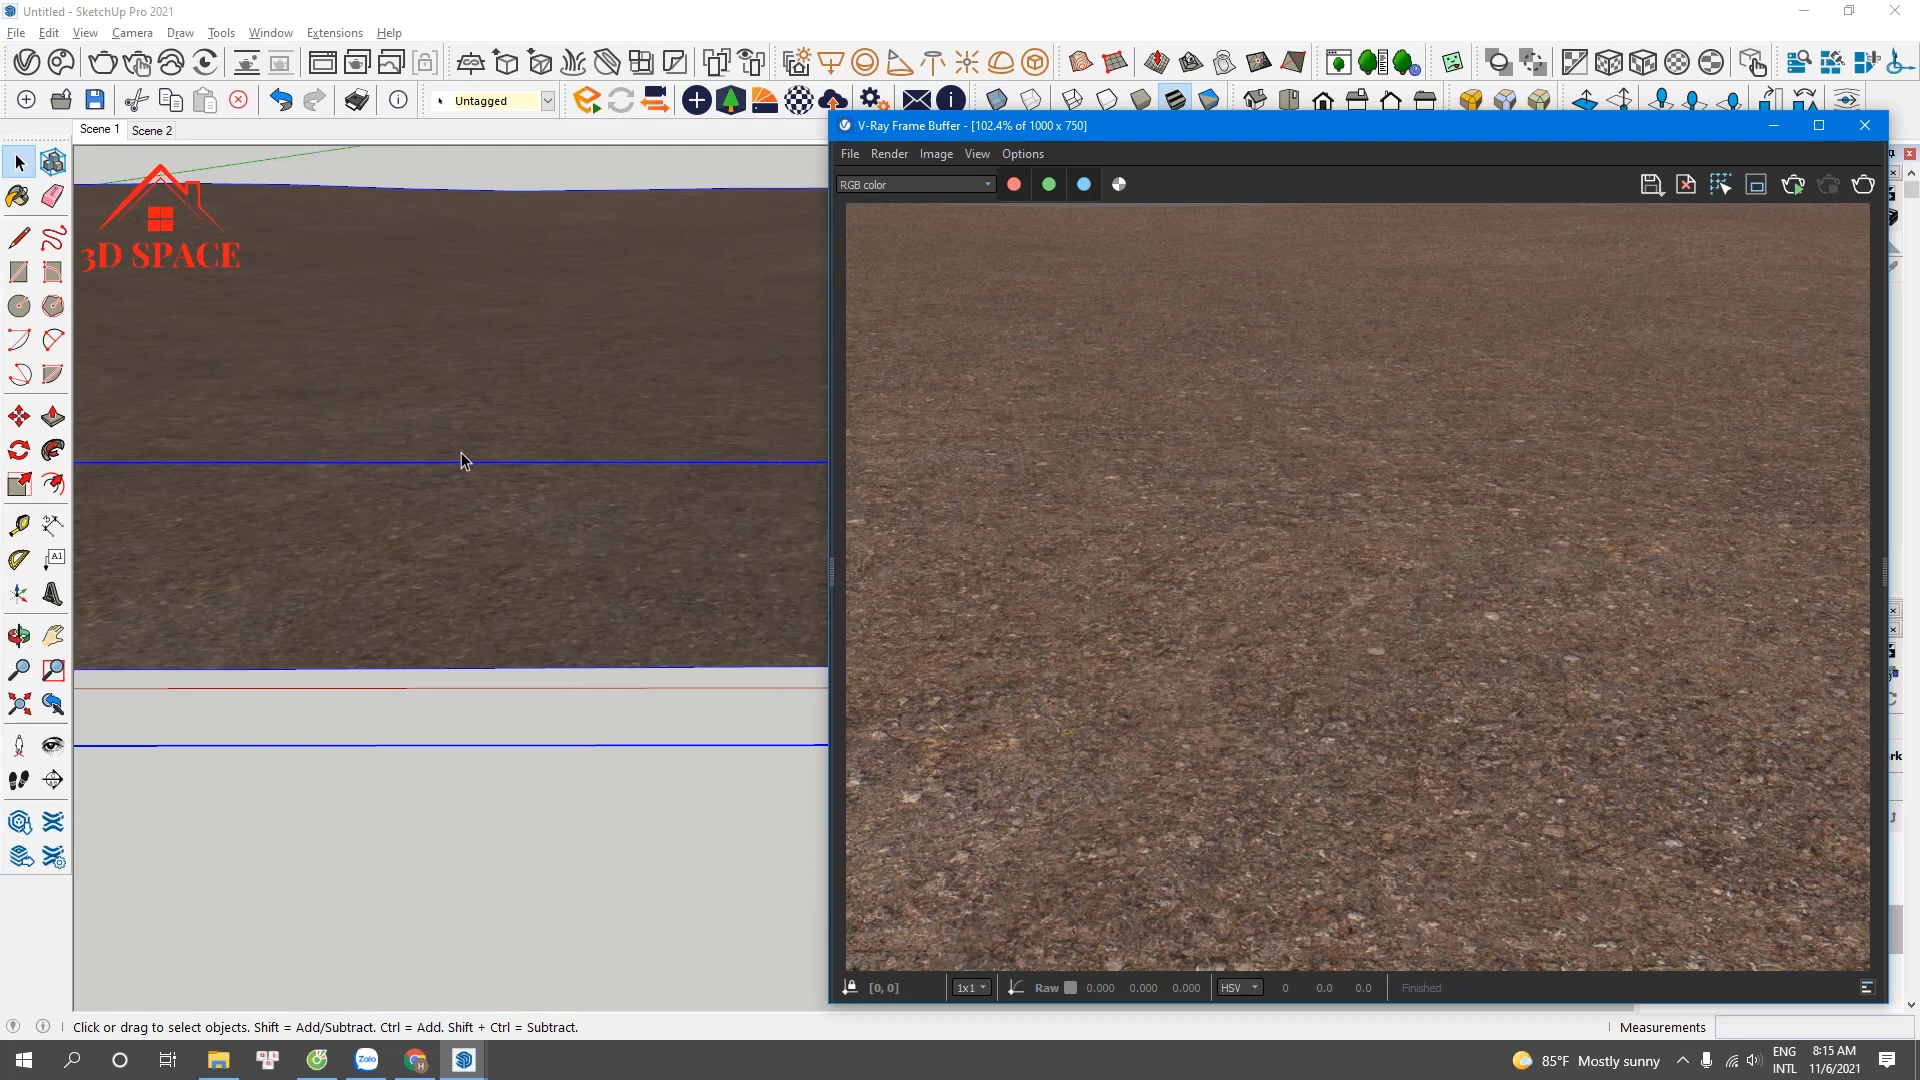 Untitled - SketchUp Pro 2021
File Edit View Camera Draw Tools Window Extensions Help
Untagged
Scene 1 Scene 2
V-Ray Frame Buffer - [102.4% of 1000 x 750]
File Render Image View Options
RGB color
3D SPACE
A1
rk
[0, 0] 1x1 Raw 0.000 0.000 0.000 HSV 0 0.0 0.0 Finished
Click or drag to select objects. Shift = Add/Subtract. Ctrl = Add. Shift + Ctrl = Subtract.
Measurements
Zalo
85°F Mostly sunny
ENG
INTL
8:15 AM
11/6/2021